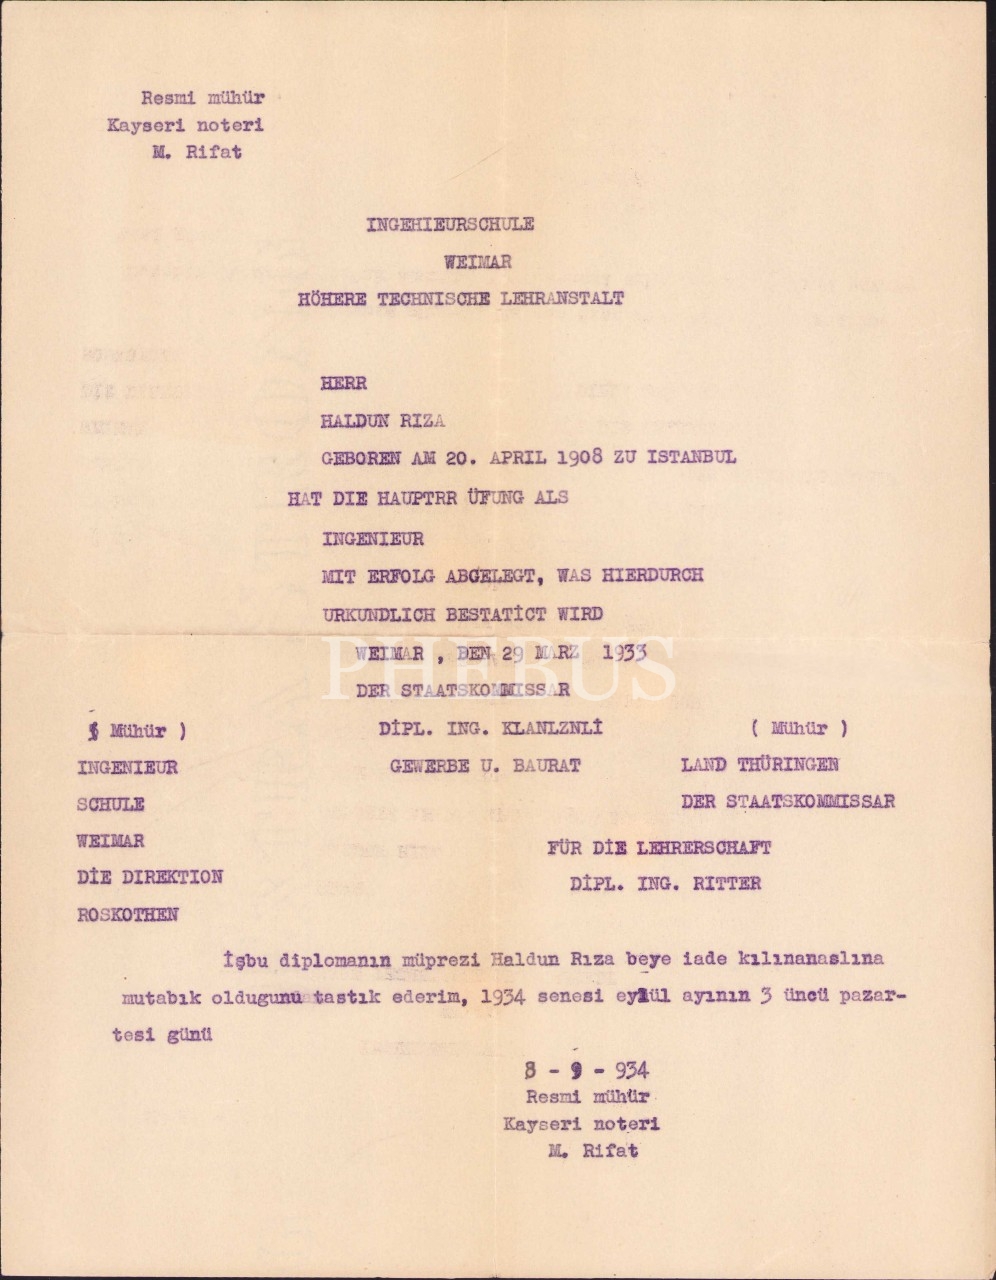 Resmi mühür
Kayseri noteri
M. Rifat
INGEHIEURSCHULE
WEİMAR
HÖHERE TECHNISCHE LEHRANSTALT
HERR
HALDUN RIZA
GEBOREN AM 20. APRIL 1908 ZU ISTANBUL
HAT DIE HAUPTRR ÜFUNG ALS
INGENIEUR
MIT ERFOLG ABGELEGT, WAS HIERDURCH
URKUNDLICH BESTATİCT WIRD
WEIMAR , DEN 29 MARZ 1933
PHEBUS
DER STAATSKOMMISSAR
( Mühür ) DİPL. ING. KLANLZNLİ ( Mühür )
INGENIEUR GEWERBE U. BAURAT LAND THÜRINGEN
SCHULE DER STAATSKOMMISSAR
WEIMAR FÜR DİE LEHRERSCHAFT
DİE DIREKTION DİPL. ING. RITTER
ROSKOTHEN
İşbu diplomanın müprezi Haldun Rıza beye iade kılınanaslına
mutabık oldugunu tastık ederim, 1934 senesi eylül ayının 3 üncü pazar-
tesi günü
3 - 9 - 934
Resmi mühür
Kayseri noteri
M. Rifat